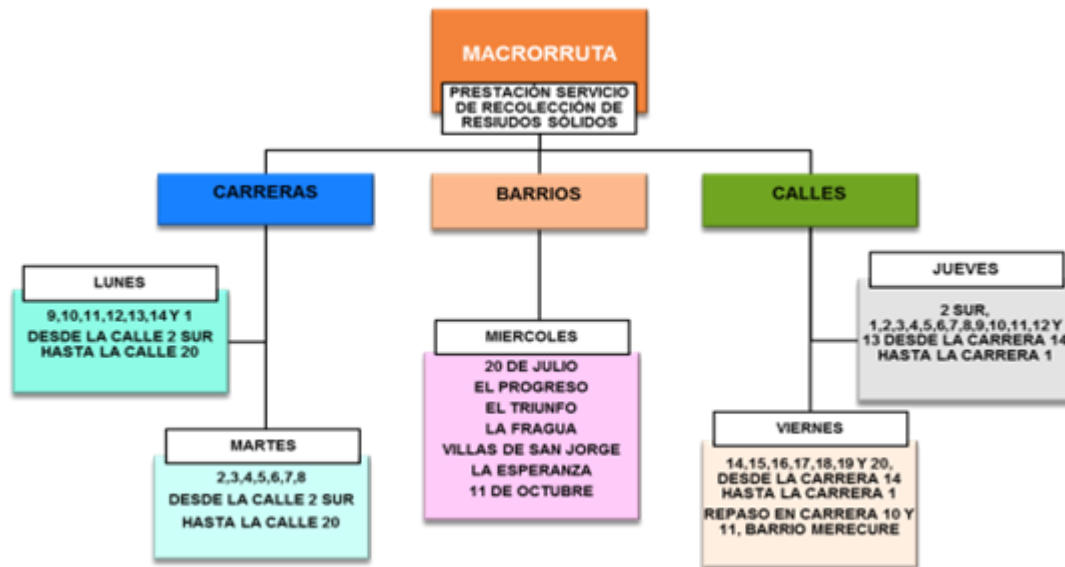 MACRORRUTA
PRESTACIÓN SERVICIO
DE RECOLECCIÓN DE
RESIUDOS SÓLIDOS
CARRERAS
BARRIOS
CALLES
LUNES
9,10,11,12,13,14 Y 1
DESDE LA CALLE 2 SUR
HASTA LA CALLE 20
MARTES
2,3,4,5,6,7,8
DESDE LA CALLE 2 SUR
HASTA LA CALLE 20
MIERCOLES
20 DE JULIO
EL PROGRESO
EL TRIUNFO
LA FRAGUA
VILLAS DE SAN JORGE
LA ESPERANZA
11 DE OCTUBRE
JUEVES
2 SUR,
1,2,3,4,5,6,7,8,9,10,11,12 Y
13 DESDE LA CARRERA 14
HASTA LA CARRERA 1
VIERNES
14,15,16,17,18,19 Y 20,
DESDE LA CARRERA 14
HASTA LA CARRERA 1
REPASO EN CARRERA 10 Y
11, BARRIO MERECURE